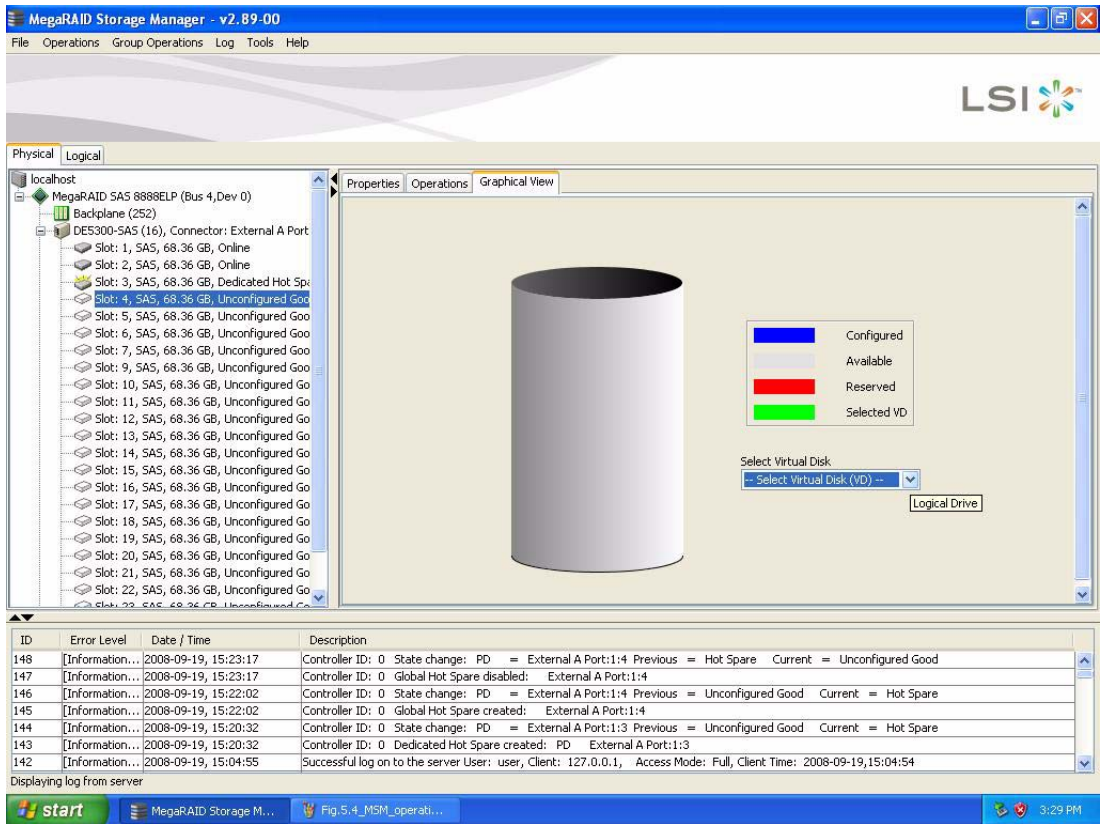 MegaRAID Storage Manager - v2.89-00
File Operations Group Operations Log Tools Help
LSI
Physical Logical
localhost
MegaRAID SAS 8888ELP (Bus 4,Dev 0)
Backplane (252)
DE5300-SAS (16), Connector: External A Port
Slot: 1, SAS, 68.36 GB, Online
Slot: 2, SAS, 68.36 GB, Online
Slot: 3, SAS, 68.36 GB, Dedicated Hot Spa
Slot: 4, SAS, 68.36 GB, Unconfigured Goo
Slot: 5, SAS, 68.36 GB, Unconfigured Goo
Slot: 6, SAS, 68.36 GB, Unconfigured Goo
Slot: 7, SAS, 68.36 GB, Unconfigured Goo
Slot: 9, SAS, 68.36 GB, Unconfigured Goo
Slot: 10, SAS, 68.36 GB, Unconfigured Go
Slot: 11, SAS, 68.36 GB, Unconfigured Go
Slot: 12, SAS, 68.36 GB, Unconfigured Go
Slot: 13, SAS, 68.36 GB, Unconfigured Go
Slot: 14, SAS, 68.36 GB, Unconfigured Go
Slot: 15, SAS, 68.36 GB, Unconfigured Go
Slot: 16, SAS, 68.36 GB, Unconfigured Go
Slot: 17, SAS, 68.36 GB, Unconfigured Go
Slot: 18, SAS, 68.36 GB, Unconfigured Go
Slot: 19, SAS, 68.36 GB, Unconfigured Go
Slot: 20, SAS, 68.36 GB, Unconfigured Go
Slot: 21, SAS, 68.36 GB, Unconfigured Go
Slot: 22, SAS, 68.36 GB, Unconfigured Go
Slot: 23, SAS, 68.36 GB, Unconfigured Go
Properties Operations Graphical View
Configured
Available
Reserved
Selected VD
Select Virtual Disk
-- Select Virtual Disk (VD) --
Logical Drive
ID Error Level Date / Time Description
148 [Information... 2008-09-19, 15:23:17 Controller ID: 0 State change: PD = External A Port:1:4 Previous = Hot Spare Current = Unconfigured Good
147 [Information... 2008-09-19, 15:23:17 Controller ID: 0 Global Hot Spare disabled: External A Port:1:4
146 [Information... 2008-09-19, 15:22:02 Controller ID: 0 State change: PD = External A Port:1:4 Previous = Unconfigured Good Current = Hot Spare
145 [Information... 2008-09-19, 15:22:02 Controller ID: 0 Global Hot Spare created: External A Port:1:4
144 [Information... 2008-09-19, 15:20:32 Controller ID: 0 State change: PD = External A Port:1:3 Previous = Unconfigured Good Current = Hot Spare
143 [Information... 2008-09-19, 15:20:32 Controller ID: 0 Dedicated Hot Spare created: PD External A Port:1:3
142 [Information... 2008-09-19, 15:04:55 Successful log on to the server User: user, Client: 127.0.0.1, Access Mode: Full, Client Time: 2008-09-19,15:04:54
Displaying log from server
start MegaRAID Storage M... Fig.5.4_MSM_operati... 3:29 PM